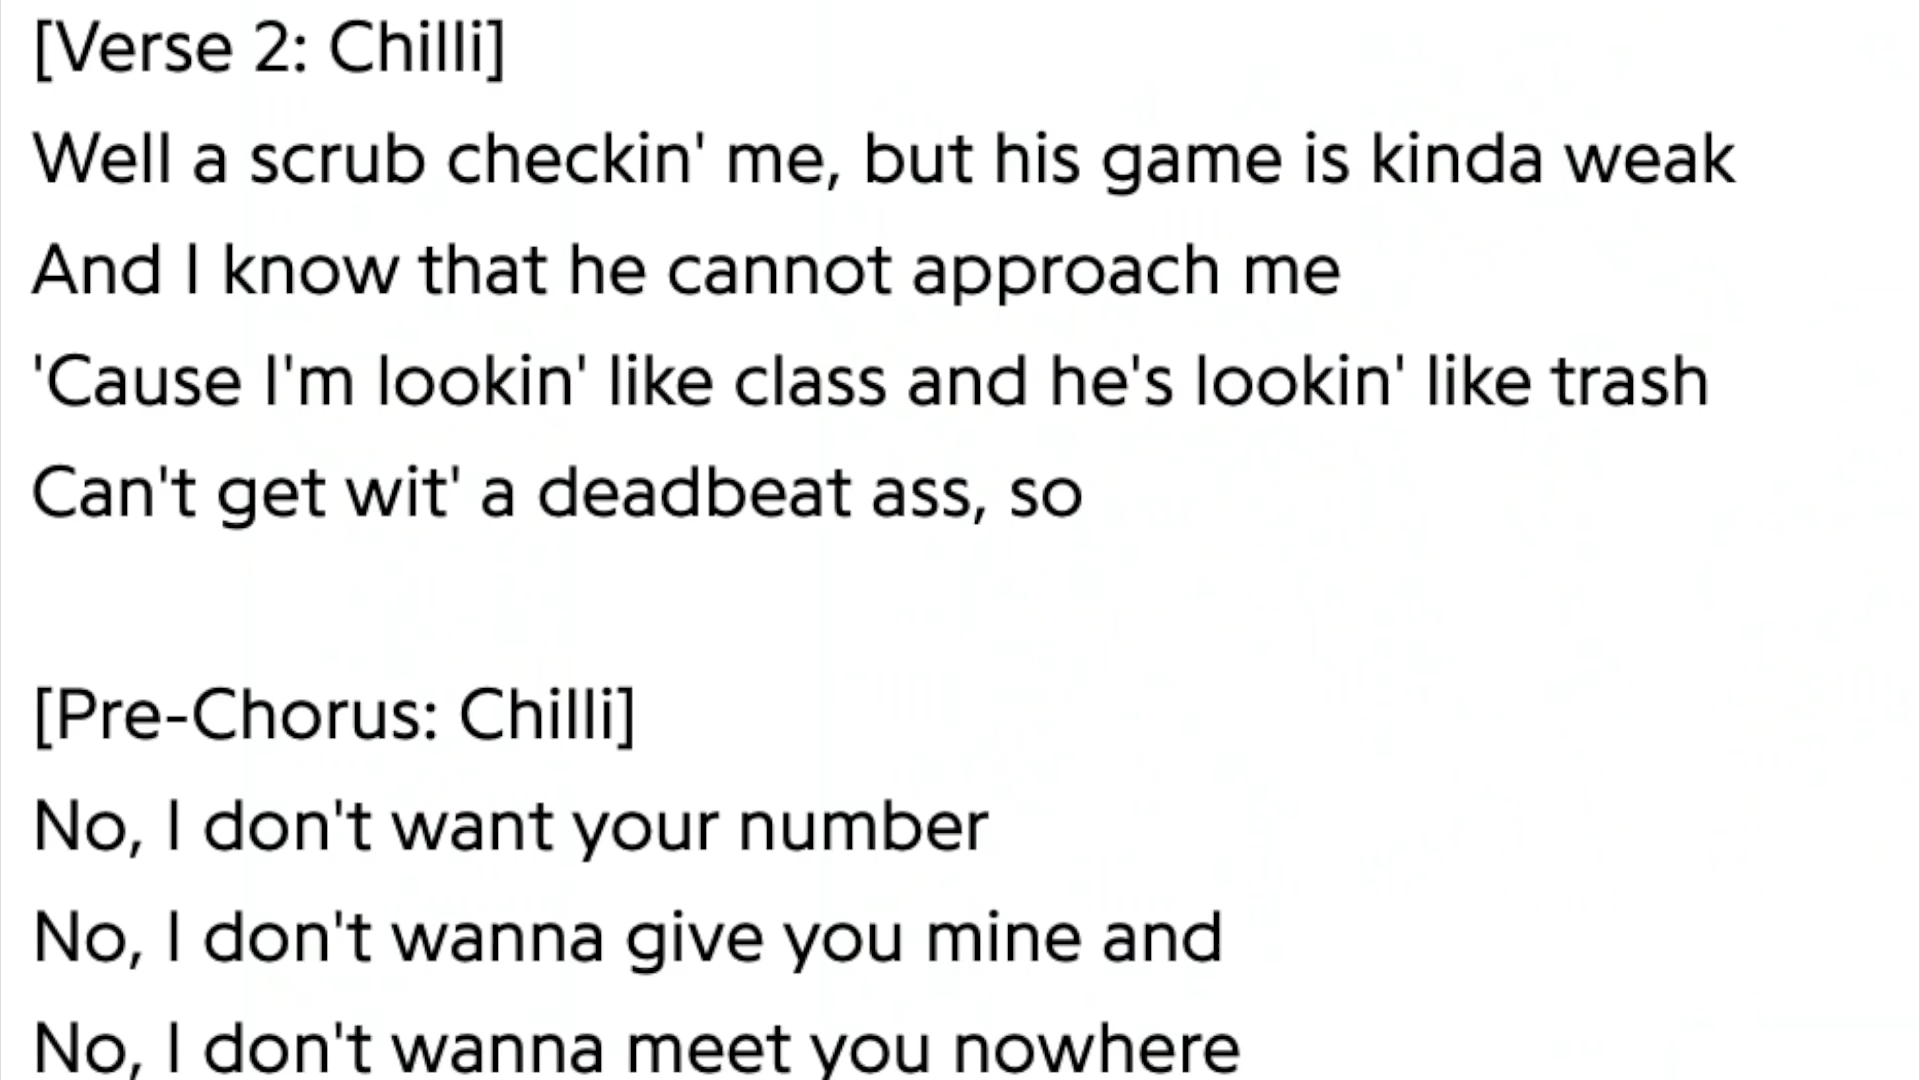 [Verse 2: Chilli]
Well a scrub checkin' me, but his game is kinda weak
And I know that he cannot approach me
'Cause I'm lookin' like class and he's lookin' like trash
Can't get wit' a deadbeat ass, so
[Pre-Chorus: Chilli]
No, I don't want your number
No, I don't wanna give you mine and
No, I don't wanna meet you nowhere